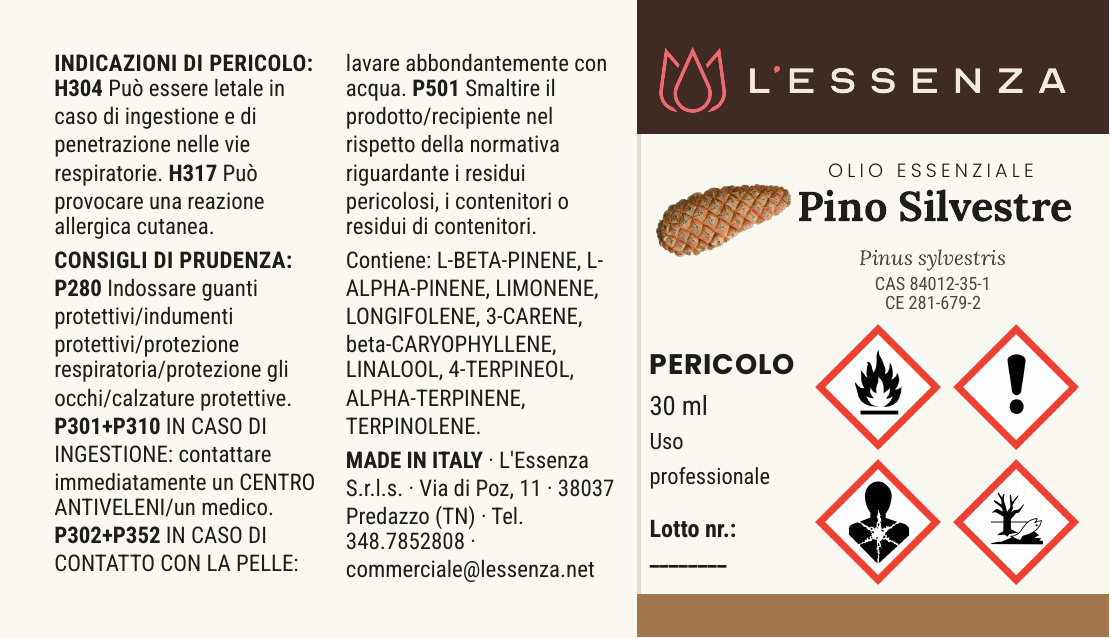 INDICAZIONI DI PERICOLO:
H304 Può essere letale in
caso di ingestione e di
penetrazione nelle vie
respiratorie. H317 Può
provocare una reazione
allergica cutanea.
CONSIGLI DI PRUDENZA:
P280 Indossare guanti
protettivi/indumenti
protettivi/protezione
respiratoria/protezione gli
occhi/calzature protettive.
P301+P310 IN CASO DI
INGESTIONE: contattare
immediatamente un CENTRO
ANTIVELENI/un medico.
P302+P352 IN CASO DI
CONTATTO CON LA PELLE:
lavare abbondantemente con
acqua. P501 Smaltire il
prodotto/recipiente nel
rispetto della normativa
riguardante i residui
pericolosi, i contenitori o
residui di contenitori.
Contiene: L-BETA-PINENE, L-
ALPHA-PINENE, LIMONENE,
LONGIFOLENE, 3-CARENE,
beta-CARYOPHYLLENE,
LINALOOL, 4-TERPINEOL,
ALPHA-TERPINENE,
TERPINOLENE.
MADE IN ITALY · L'Essenza
S.r.l.s. · Via di Poz, 11 · 38037
Predazzo (TN) · Tel.
348.7852808 ·
commerciale@lessenza.net
L'ESSENZA
OLIO ESSENZIALE
Pino Silvestre
Pinus sylvestris
CAS 84012-35-1
CE 281-679-2
PERICOLO
30 ml
Uso
professionale
Lotto nr.:
________